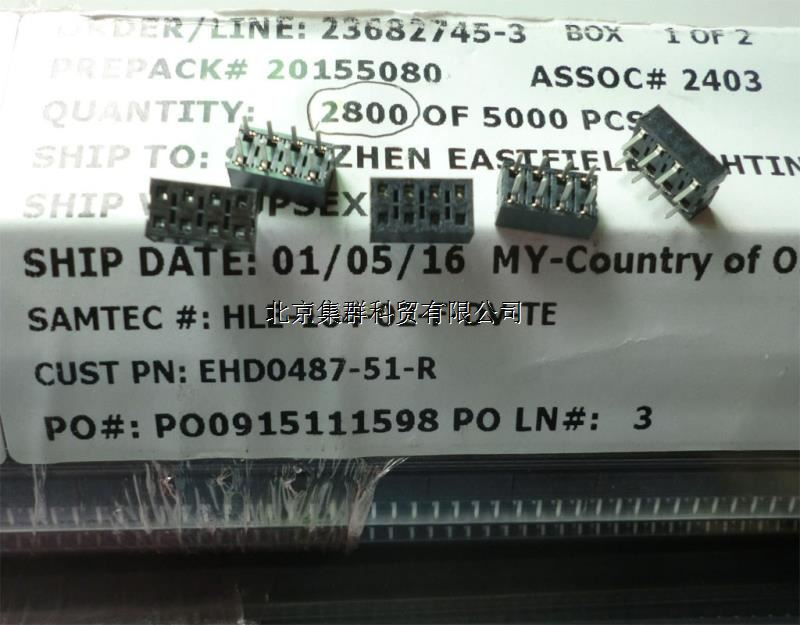 ORDER/LINE: 23682745-3 BOX 1 OF 2
PREPACK# 20155080 ASSOC# 2403
QUANTITY: 2800 OF 5000 PCS
SHIP TO: EASTFIELD
SHIP
SHIP DATE: 01/05/16 MY-Country of O
SAMTEC #:
北京集群科贸有限公司
CUST PN: EHD0487-51-R
PO#: PO0915111598 PO LN#: 3